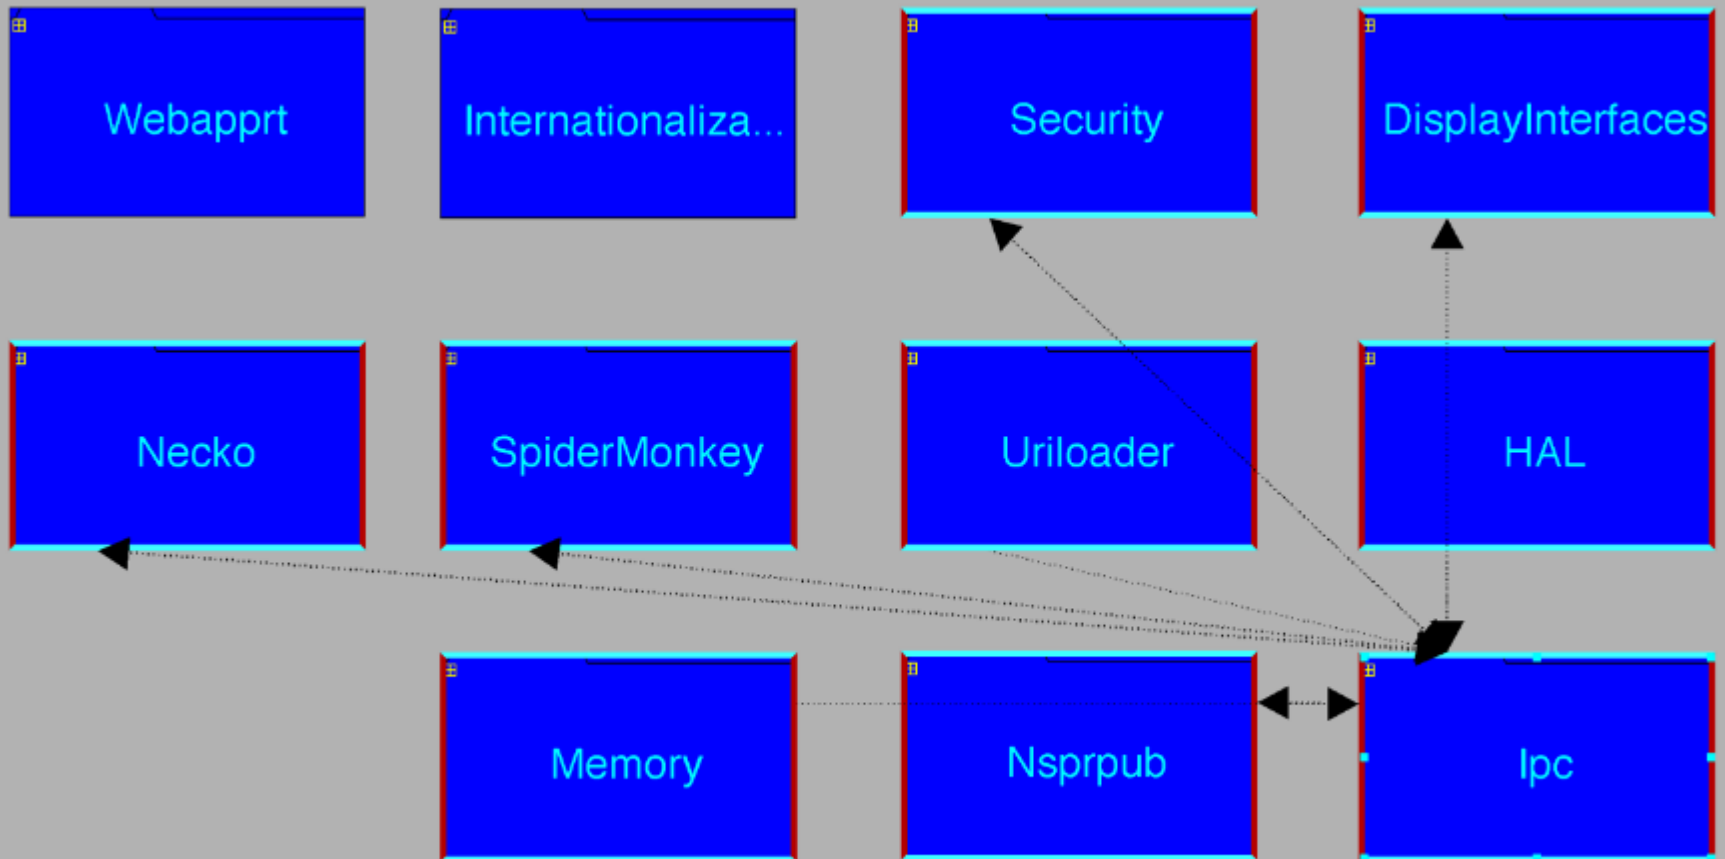 Webapprt
Internationaliza...
Security
DisplayInterfaces
Necko
SpiderMonkey
Uriloader
HAL
Memory
Nsprpub
Ipc